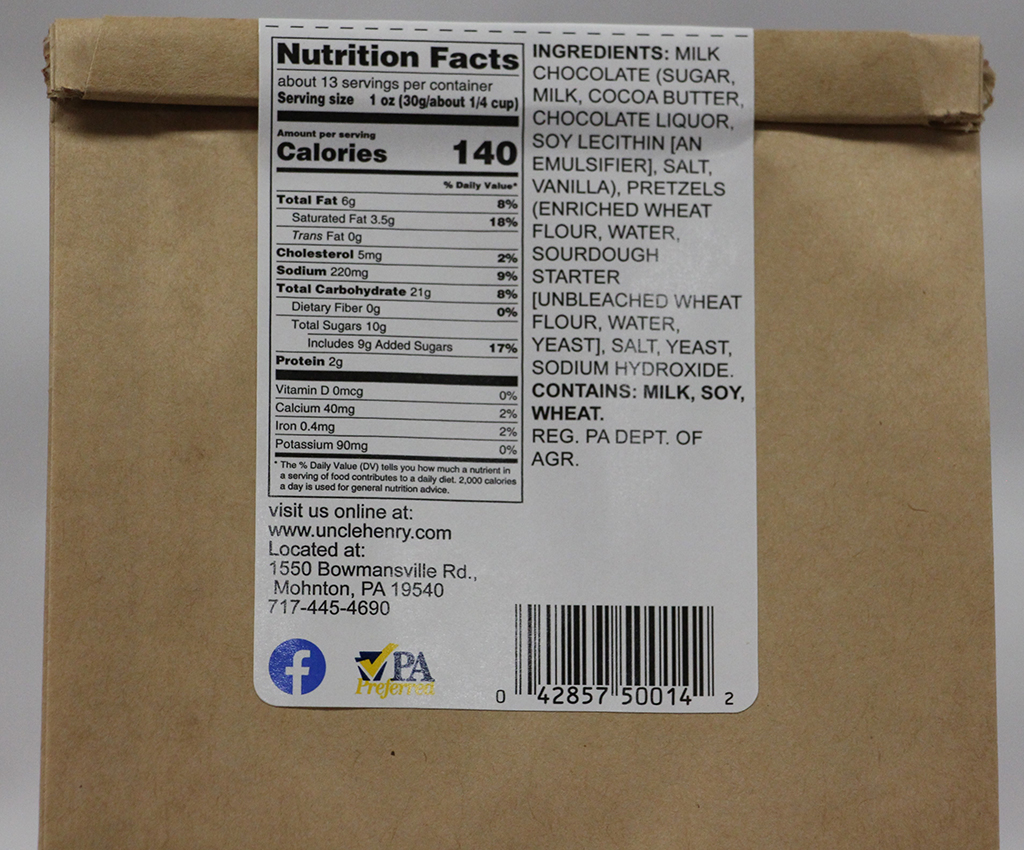 Nutrition Facts
about 13 servings per container
Serving size 1 oz (30g/about 1/4 cup)
Amount per serving
Calories 140
% Daily Value*
Total Fat 6g 8%
Saturated Fat 3.5g 18%
Trans Fat 0g
Cholesterol 5mg 2%
Sodium 220mg 9%
Total Carbohydrate 21g 8%
Dietary Fiber 0g 0%
Total Sugars 10g
Includes 9g Added Sugars 17%
Protein 2g
Vitamin D 0mcg 0%
Calcium 40mg 2%
Iron 0.4mg 2%
Potassium 90mg 0%
* The % Daily Value (DV) tells you how much a nutrient in
a serving of food contributes to a daily diet. 2,000 calories
a day is used for general nutrition advice.
INGREDIENTS: MILK
CHOCOLATE (SUGAR,
MILK, COCOA BUTTER,
CHOCOLATE LIQUOR,
SOY LECITHIN [AN
EMULSIFIER], SALT,
VANILLA), PRETZELS
(ENRICHED WHEAT
FLOUR, WATER,
SOURDOUGH
STARTER
[UNBLEACHED WHEAT
FLOUR, WATER,
YEAST], SALT, YEAST,
SODIUM HYDROXIDE.
CONTAINS: MILK, SOY,
WHEAT.
REG. PA DEPT. OF
AGR.
visit us online at:
www.unclehenry.com
Located at:
1550 Bowmansville Rd.,
Mohnton, PA 19540
717-445-4690
f
PA
Preferred
0 42857 50014 2